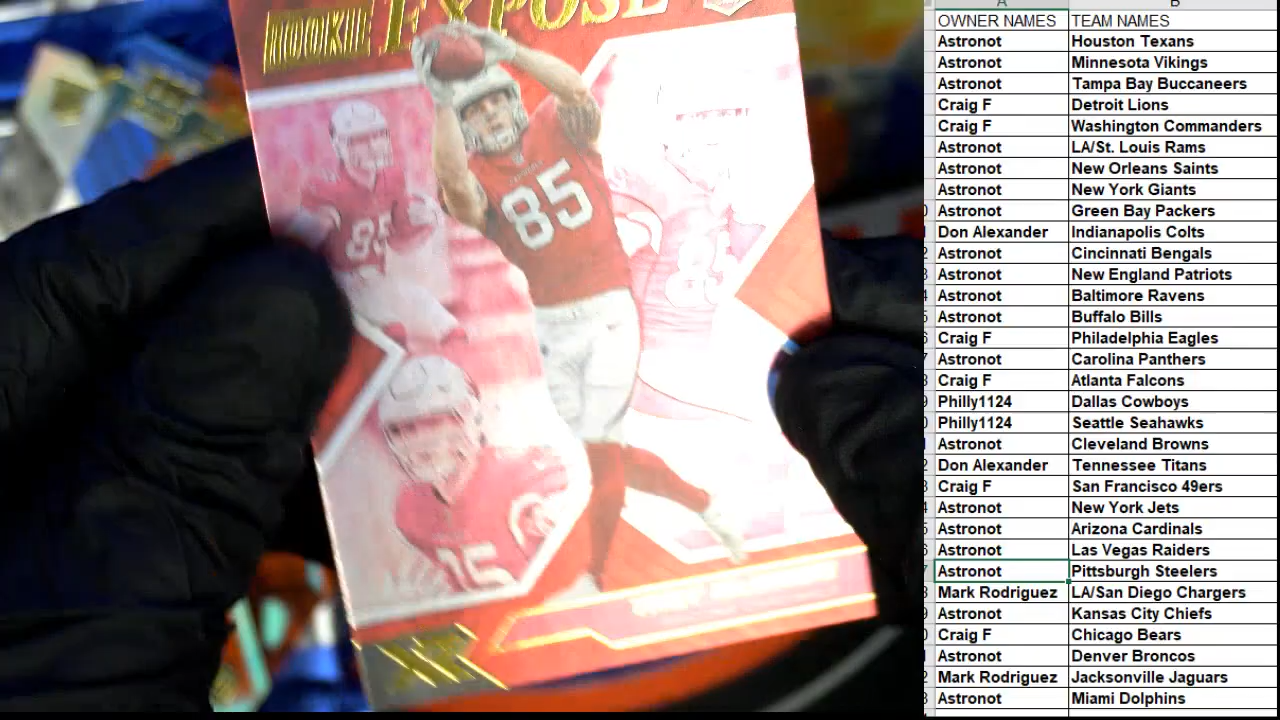 ROOKIE EXPOSÉ
85
85
85
XR
A B
OWNER NAMES TEAM NAMES
Astronot Houston Texans
Astronot Minnesota Vikings
Astronot Tampa Bay Buccaneers
Craig F Detroit Lions
Craig F Washington Commanders
Astronot LA/St. Louis Rams
Astronot New Orleans Saints
Astronot New York Giants
Astronot Green Bay Packers
Don Alexander Indianapolis Colts
Astronot Cincinnati Bengals
Astronot New England Patriots
Astronot Baltimore Ravens
Astronot Buffalo Bills
Craig F Philadelphia Eagles
Astronot Carolina Panthers
Craig F Atlanta Falcons
Philly1124 Dallas Cowboys
Philly1124 Seattle Seahawks
Astronot Cleveland Browns
Don Alexander Tennessee Titans
Craig F San Francisco 49ers
Astronot New York Jets
Astronot Arizona Cardinals
Astronot Las Vegas Raiders
Astronot Pittsburgh Steelers
Mark Rodriguez LA/San Diego Chargers
Astronot Kansas City Chiefs
Craig F Chicago Bears
Astronot Denver Broncos
Mark Rodriguez Jacksonville Jaguars
Astronot Miami Dolphins